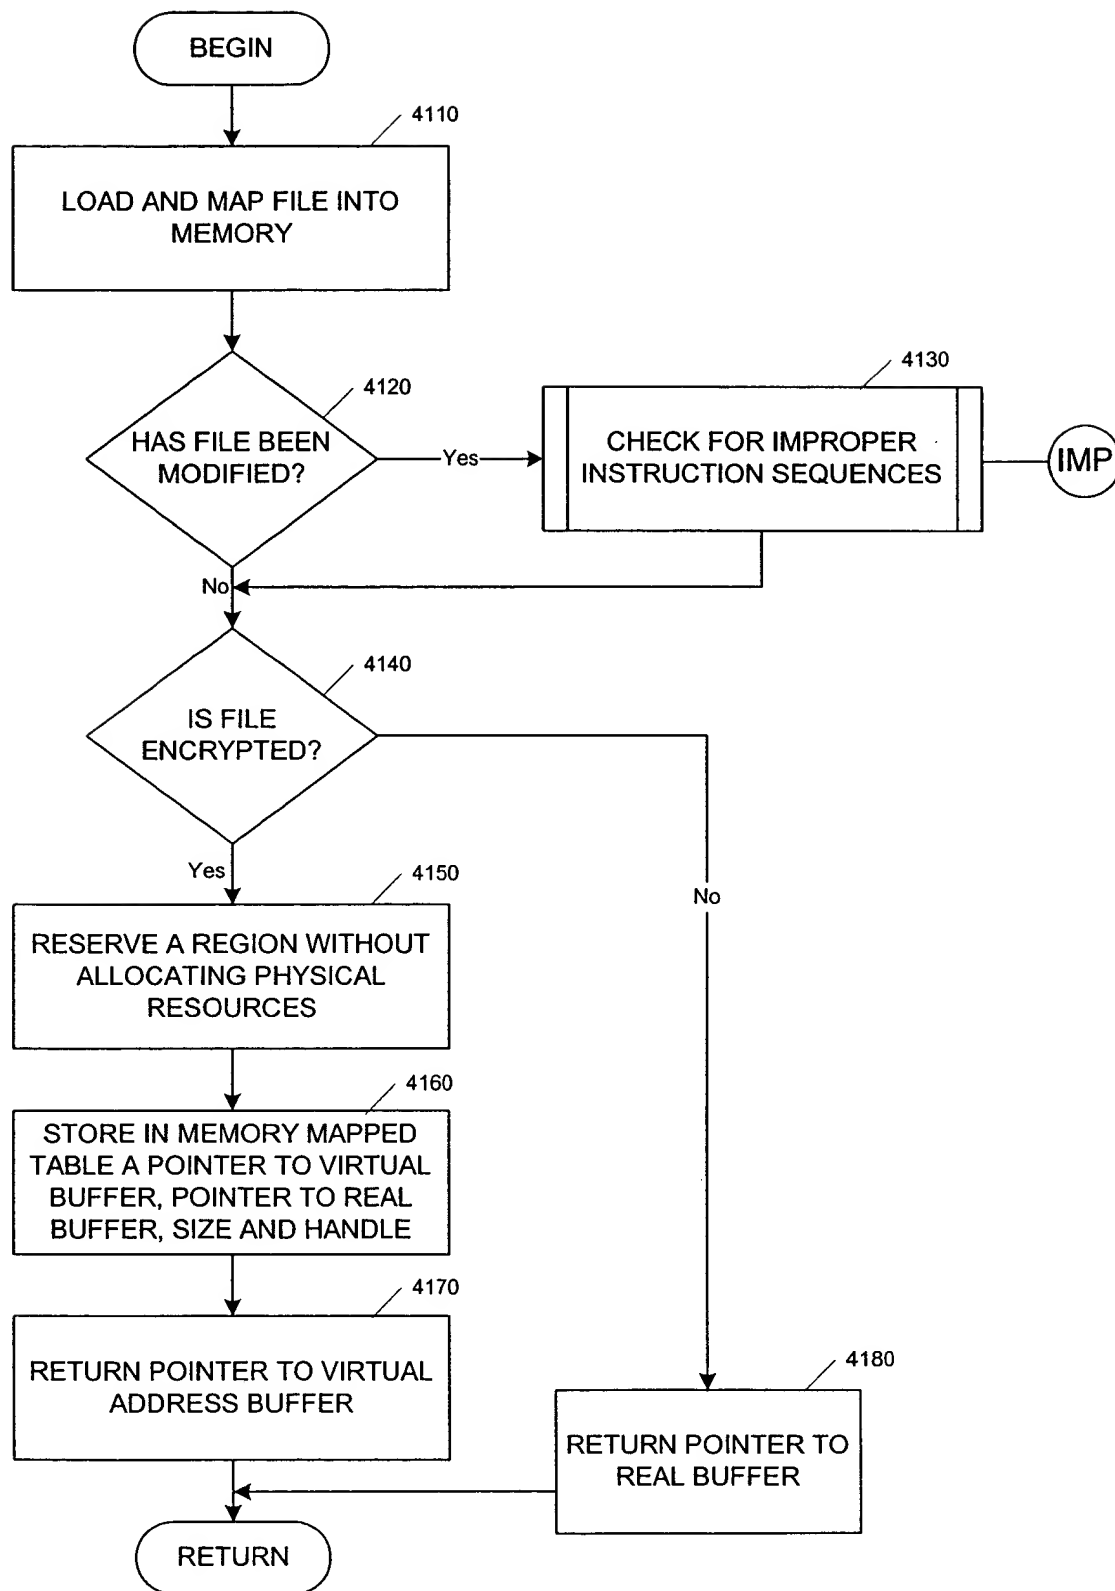 BEGIN
4110
LOAD AND MAP FILE INTO
MEMORY
4120
HAS FILE BEEN
MODIFIED?
Yes
4130
CHECK FOR IMPROPER
INSTRUCTION SEQUENCES
IMP
No
4140
IS FILE
ENCRYPTED?
Yes
No
4150
RESERVE A REGION WITHOUT
ALLOCATING PHYSICAL
RESOURCES
4160
STORE IN MEMORY MAPPED
TABLE A POINTER TO VIRTUAL
BUFFER, POINTER TO REAL
BUFFER, SIZE AND HANDLE
4170
RETURN POINTER TO VIRTUAL
ADDRESS BUFFER
4180
RETURN POINTER TO
REAL BUFFER
RETURN